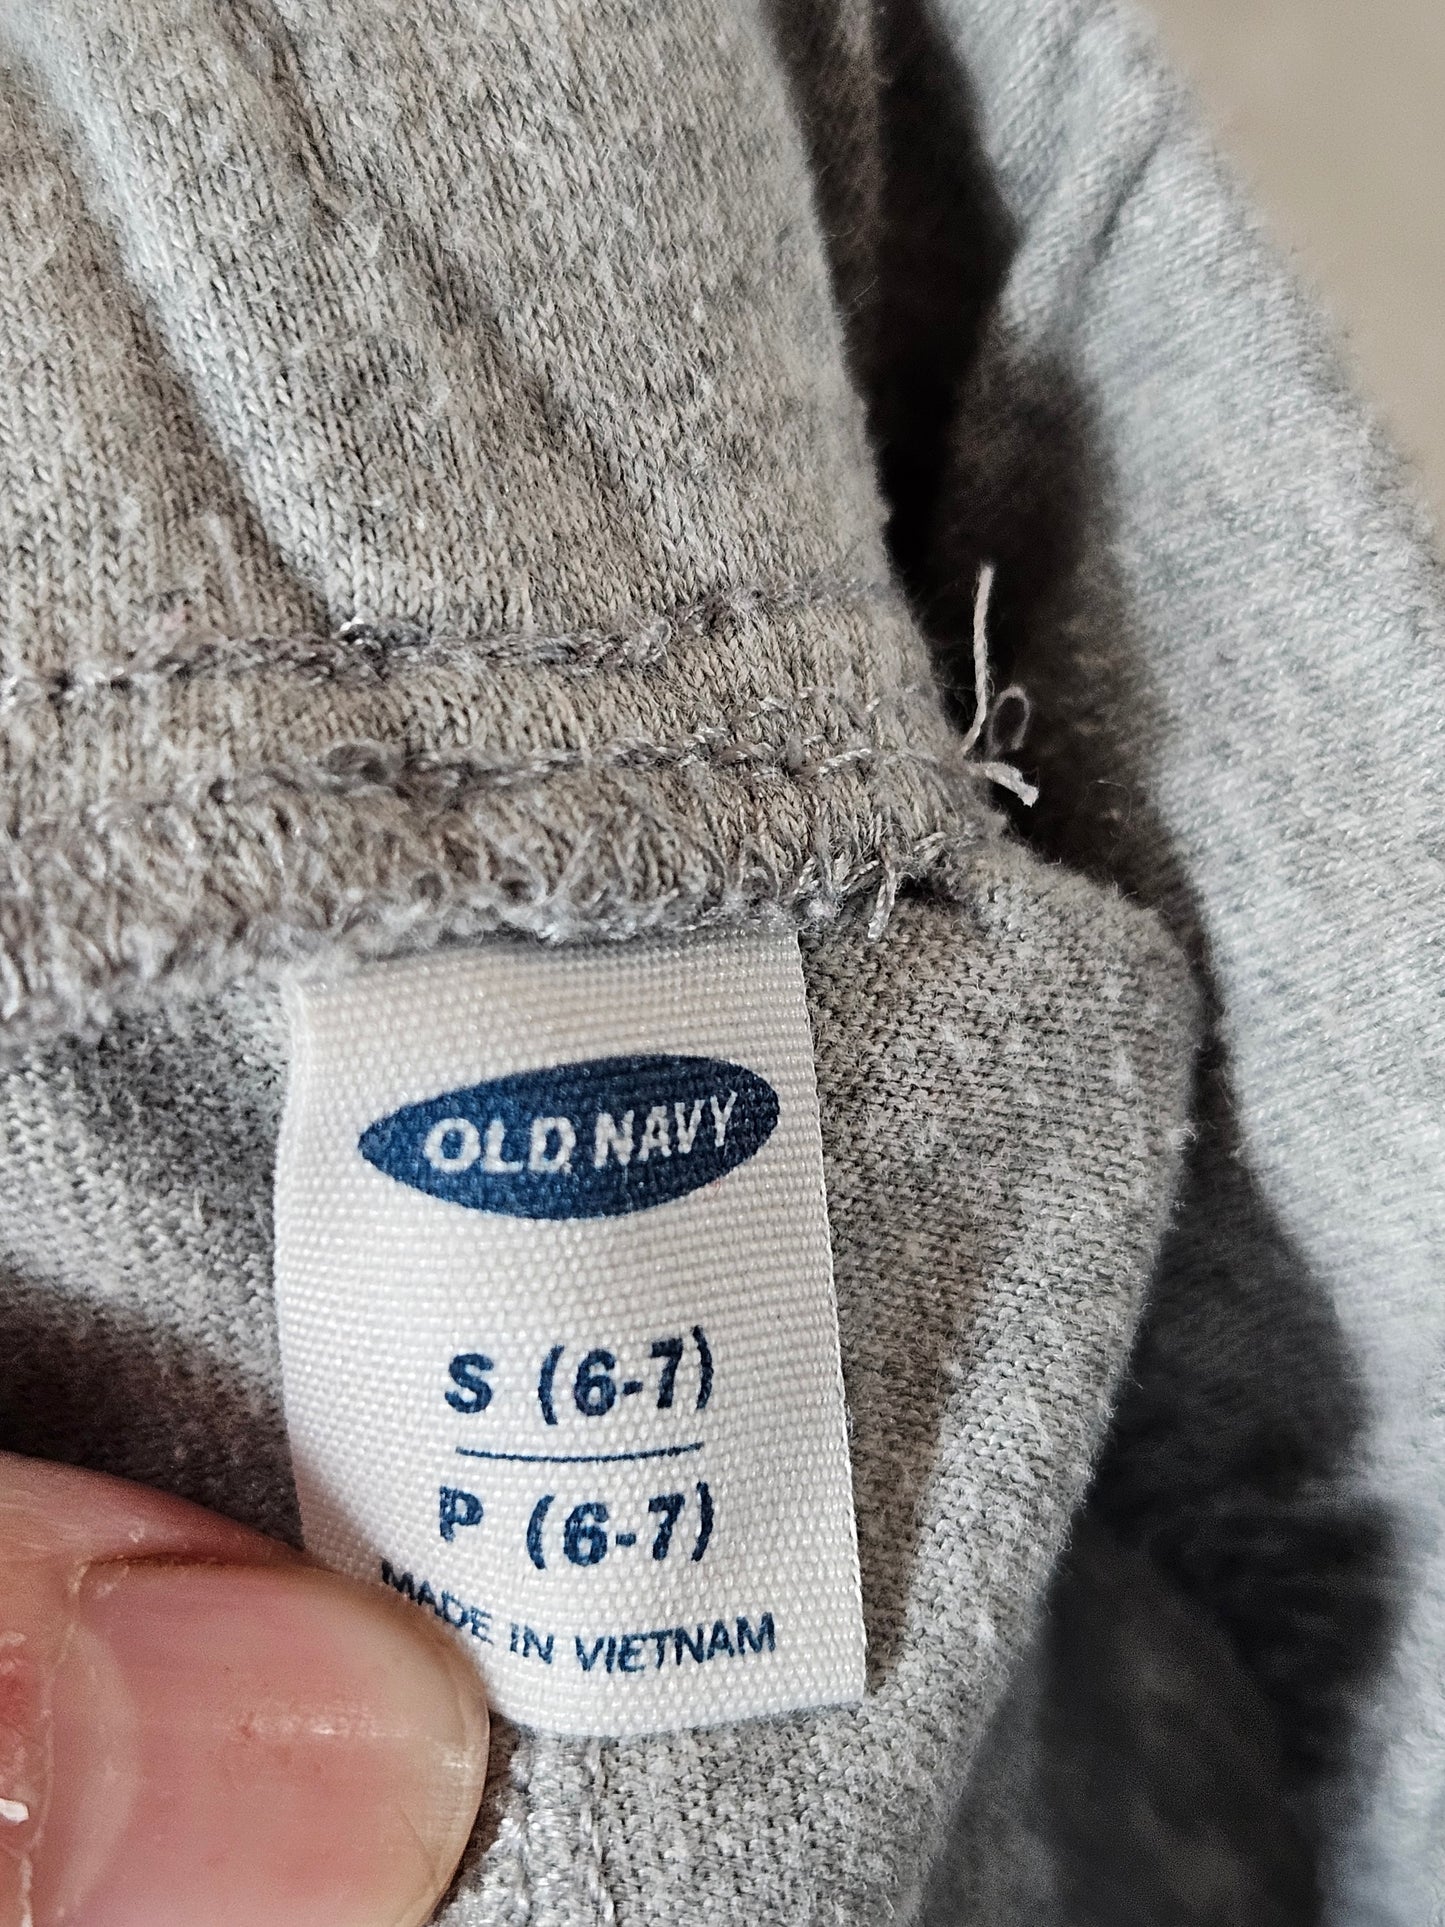 OLD NAVY
S (6-7)
P (6-7)
MADE IN VIETNAM